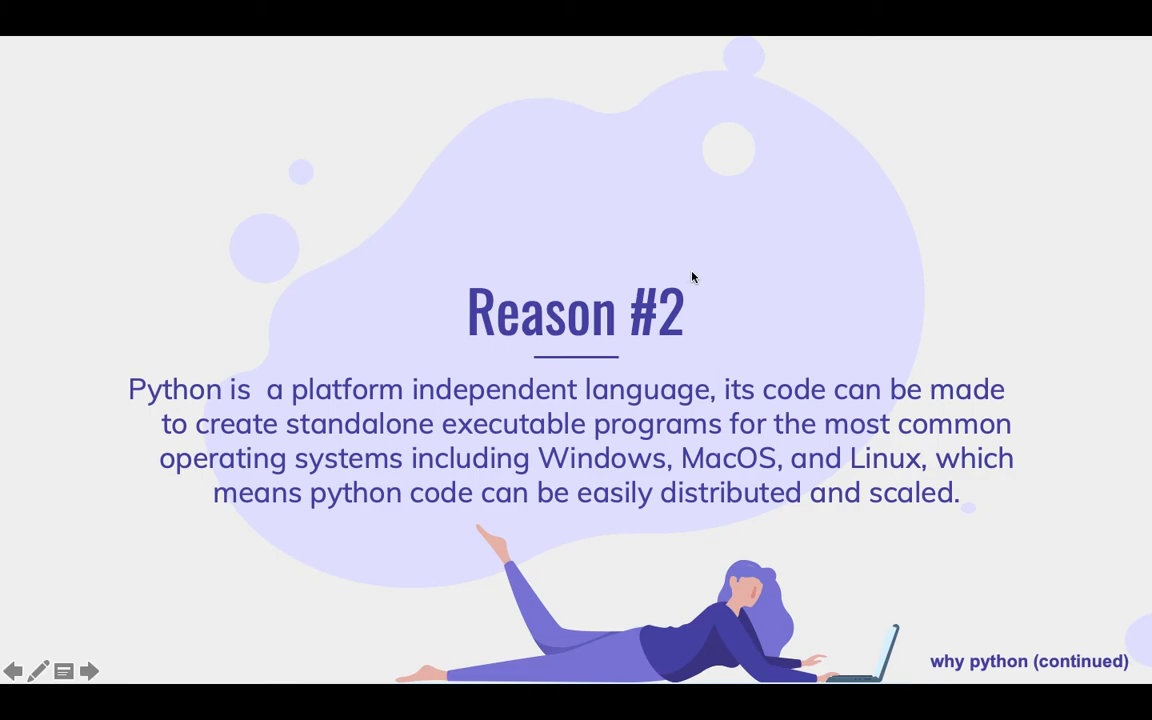 Reason #2
Python is  a platform independent language, its code can be made
to create standalone executable programs for the most common
operating systems including Windows, MacOS, and Linux, which
means python code can be easily distributed and scaled.
why python (continued)